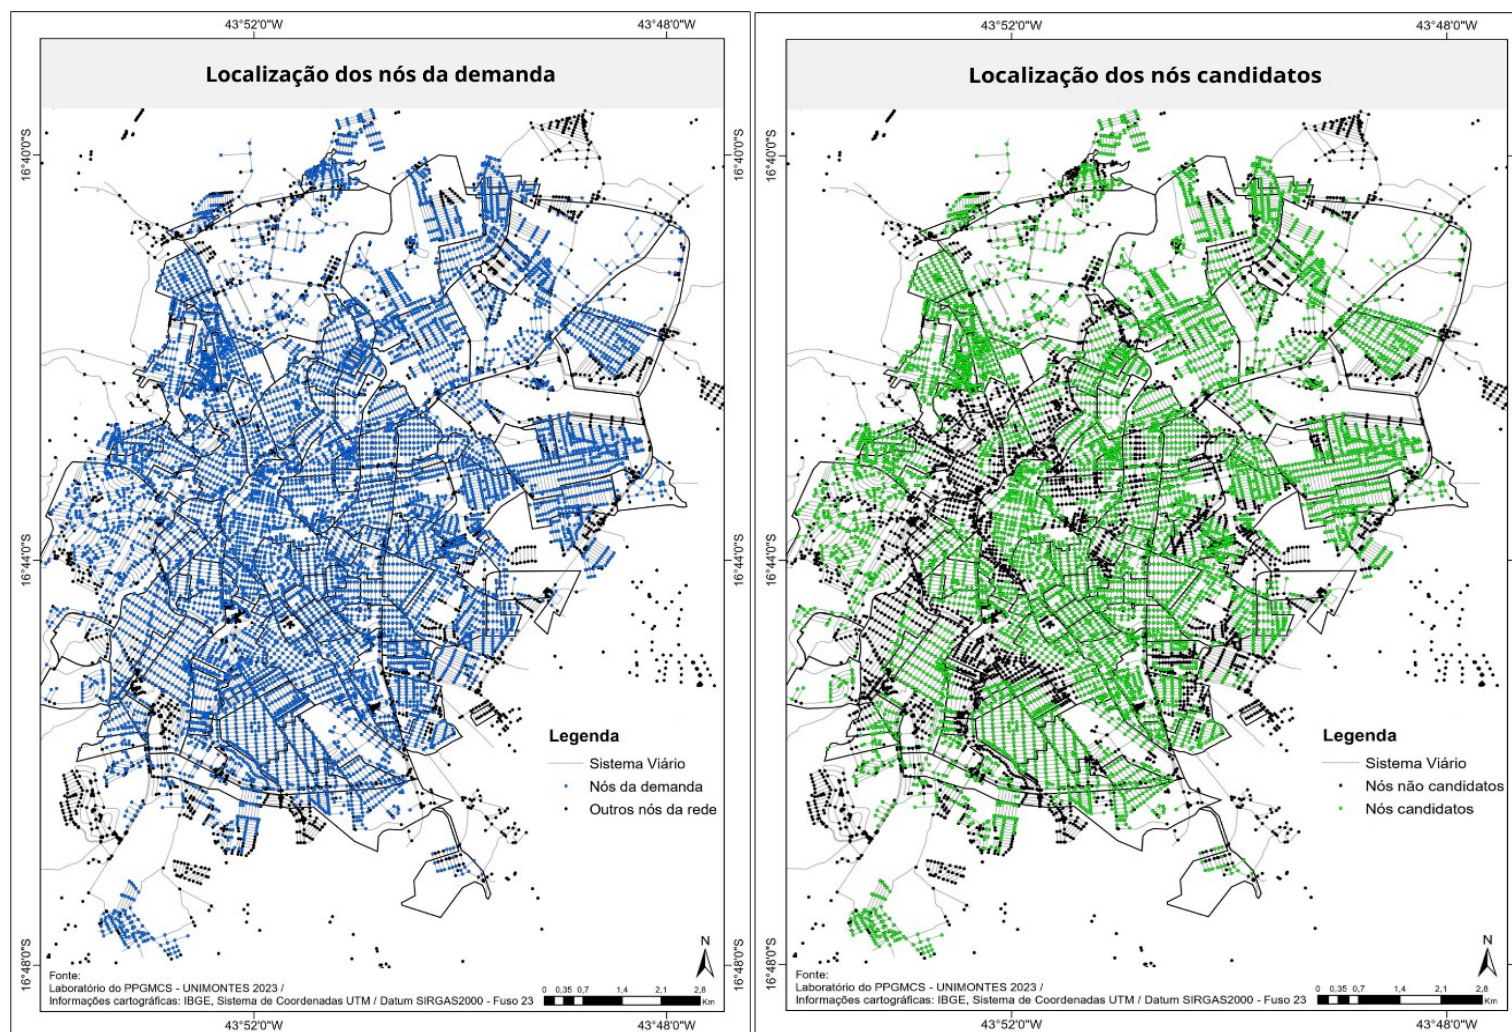 43°52'0"W
43°48'0"W
Localização dos nós da demanda
16°40'0"S
16°40'0"S
16°44'0"S
16°44'0"S
16°48'0"S
16°48'0"S
Legenda
Sistema Viário
Nós da demanda
Outros nós da rede
N
Fonte:
Laboratório do PPGMCS - UNIMONTES 2023 /
Informações cartográficas: IBGE, Sistema de Coordenadas UTM / Datum SIRGAS2000 - Fuso 23
0 0,35 0,7 1,4 2,1 2,8
Km
43°52'0"W
43°48'0"W
43°52'0"W
43°48'0"W
Localização dos nós candidatos
16°40'0"S
16°44'0"S
16°48'0"S
Legenda
Sistema Viário
Nós não candidatos
Nós candidatos
N
Fonte:
Laboratório do PPGMCS - UNIMONTES 2023 /
Informações cartográficas: IBGE, Sistema de Coordenadas UTM / Datum SIRGAS2000 - Fuso 23
0 0,35 0,7 1,4 2,1 2,8
Km
43°52'0"W
43°48'0"W